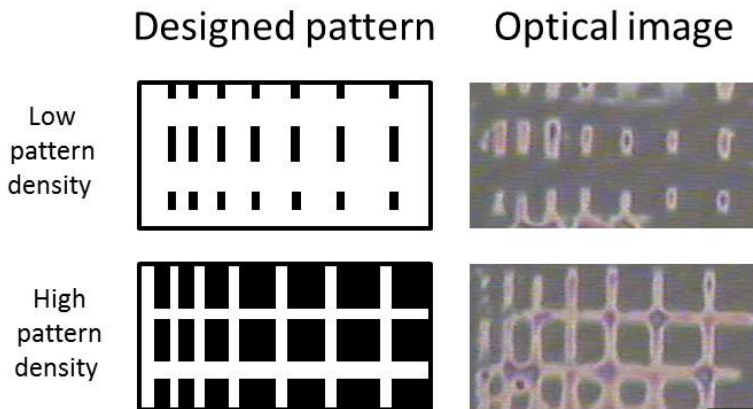 Designed pattern
Optical image
Low
pattern
density
High
pattern
density